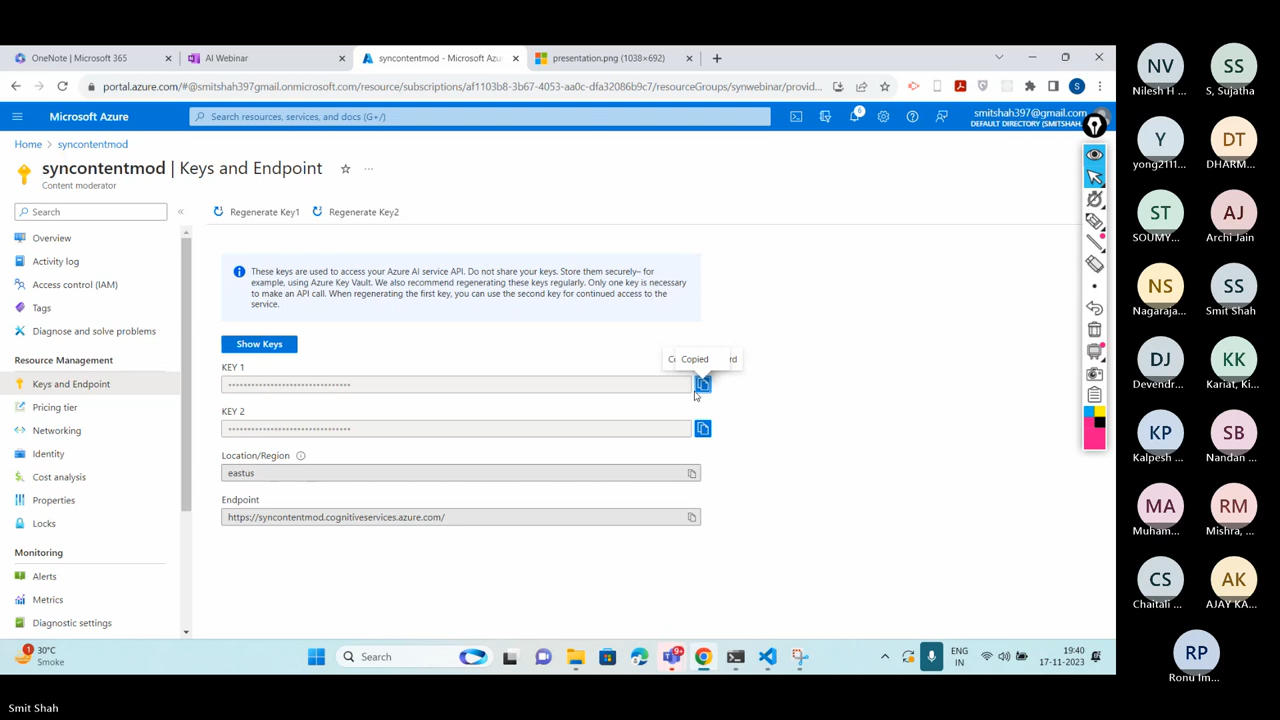 OneNote | Microsoft 365
AI Webinar
syncontentmod - Microsoft Azu
presentation.png (1038×692)
portal.azure.com/#@smitshah397gmail.onmicrosoft.com/resource/subscriptions/af1103b8-3b67-4053-aa0c-dfa32086b9c7/resourceGroups/synwebinar/provid...
Microsoft Azure
Search resources, services, and docs (G+/)
6
smitshah397@gmail.com
DEFAULT DIRECTORY (SMITSHAH.
Home > syncontentmod
syncontentmod | Keys and Endpoint
Content moderator
Search
Regenerate Key1
Regenerate Key2
Overview
Activity log
Access control (IAM)
Tags
Diagnose and solve problems
Resource Management
Keys and Endpoint
Pricing tier
Networking
Identity
Cost analysis
Properties
Locks
Monitoring
Alerts
Metrics
Diagnostic settings
These keys are used to access your Azure AI service API. Do not share your keys. Store them securely– for
example, using Azure Key Vault. We also recommend regenerating these keys regularly. Only one key is necessary
to make an API call. When regenerating the first key, you can use the second key for continued access to the
service.
Show Keys
Copied
KEY 1
KEY 2
Location/Region
eastus
Endpoint
https://syncontentmod.cognitiveservices.azure.com/
30°C
Smoke
Search
ENG
IN
19:40
17-11-2023
NV
Nilesh H ...
SS
S, Sujatha
Y
yong2111...
DT
DHARM...
ST
SOUMY...
AJ
Archi Jain
NS
Nagaraja...
SS
Smit Shah
DJ
Devendr...
KK
Kariat, Ki...
KP
Kalpesh ...
SB
Nandan ...
MA
Muham...
RM
Mishra, ...
CS
Chaitali ...
AK
AJAY KA...
RP
Ronu Im...
Smit Shah